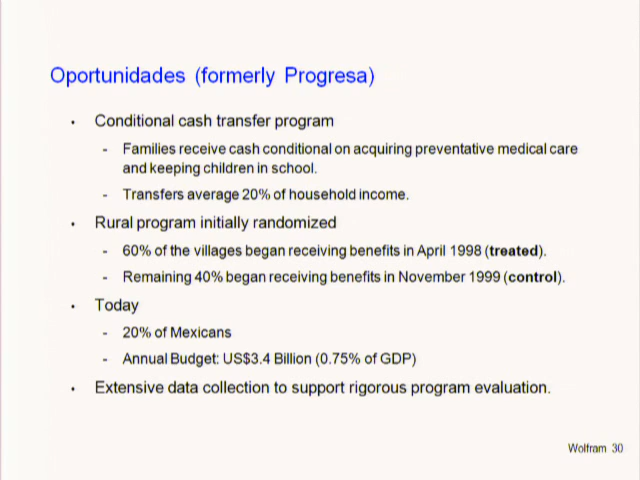 Oportunidades (formerly Progresa)
• Conditional cash transfer program
- Families receive cash conditional on acquiring preventative medical care
and keeping children in school.
- Transfers average 20% of household income.
• Rural program initially randomized
- 60% of the villages began receiving benefits in April 1998 (treated).
- Remaining 40% began receiving benefits in November 1999 (control).
• Today
- 20% of Mexicans
- Annual Budget: US$3.4 Billion (0.75% of GDP)
• Extensive data collection to support rigorous program evaluation.
Wolfram 30